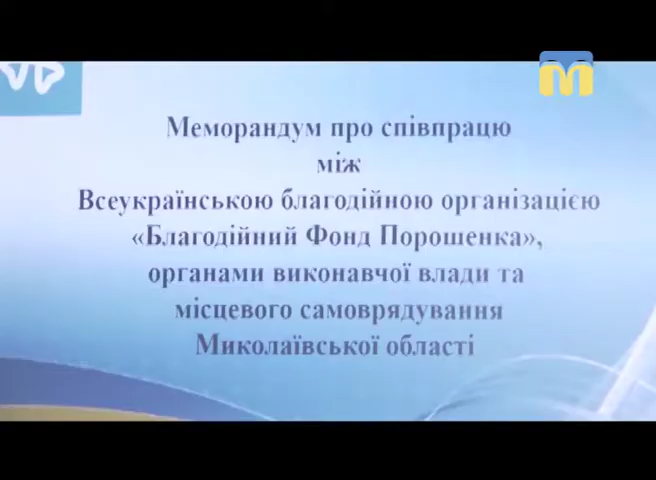 Меморандум про співпрацю
між
Всеукраїнською благодійною організацією
«Благодійний Фонд Порошенка»,
органами виконавчої влади та
місцевого самоврядування
Миколаївської області